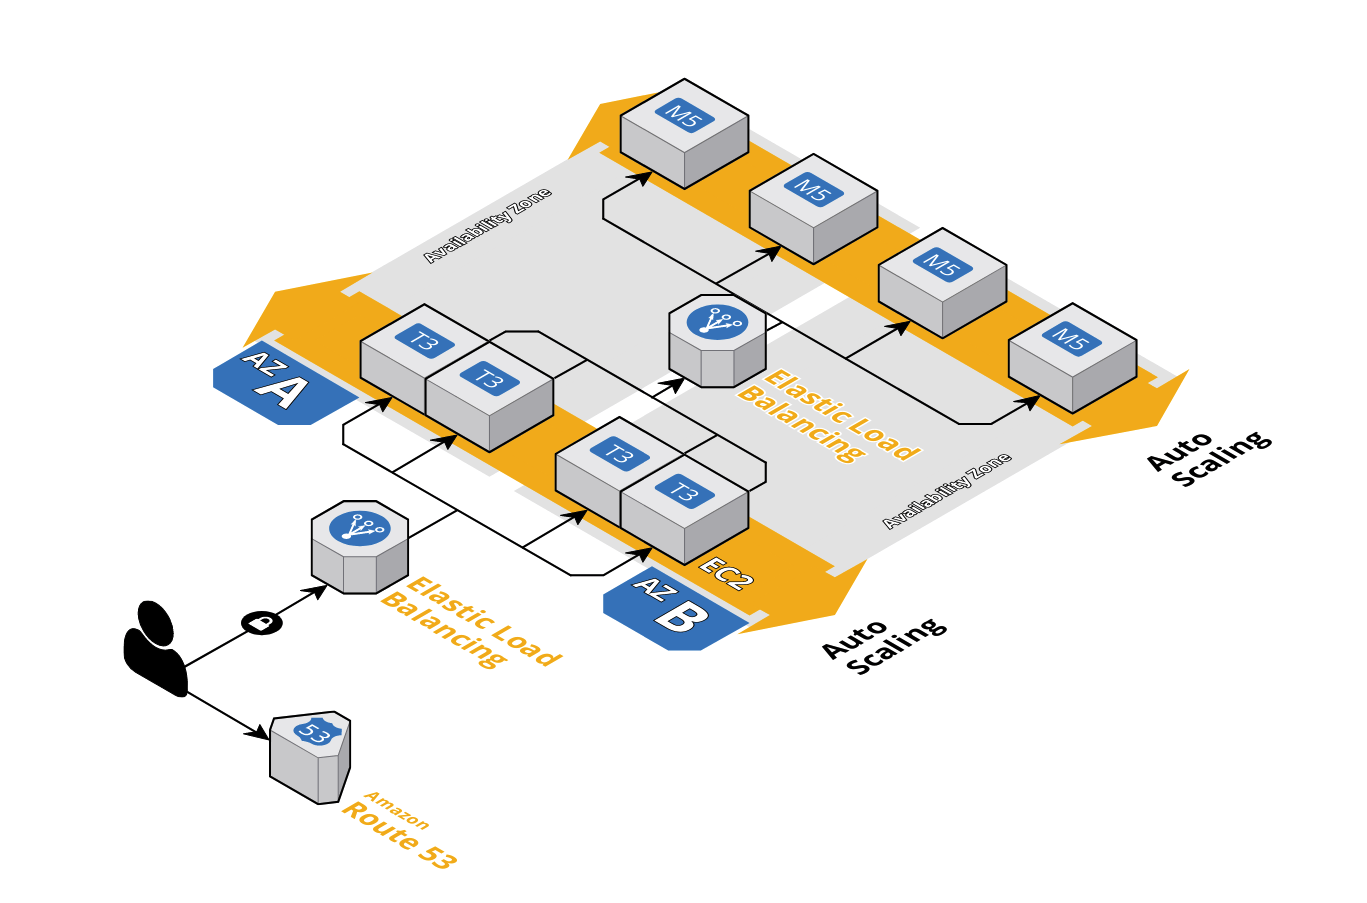 M5
M5
M5
M5
Availability Zone
T3
T3
AZ
A
Elastic Load
Balancing
Auto
Scaling
T3
T3
Availability Zone
EC2
AZ
B
Elastic Load
Balancing
Auto
Scaling
53
Amazon
Route 53